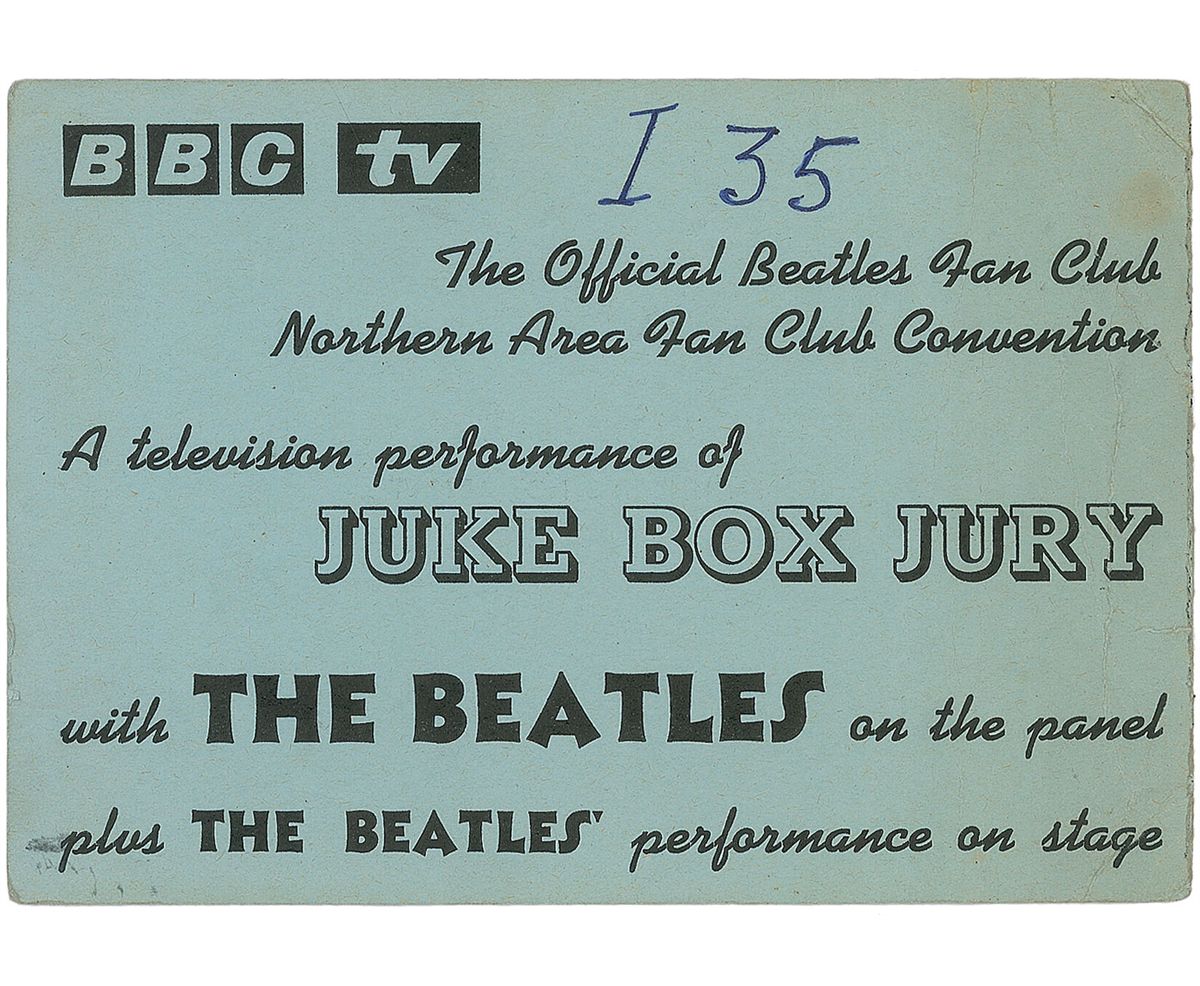 BBC tv I 35
The Official Beatles Fan Club
Northern Area Fan Club Convention
A television performance of
JUKE BOX JURY
with THE BEATLES on the panel
plus THE BEATLES' performance on stage